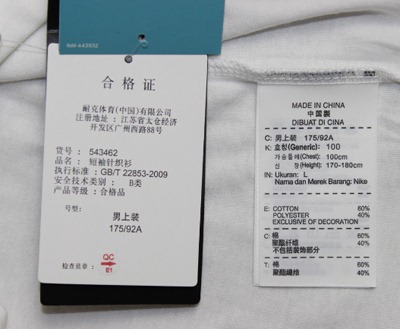 合 格 证
耐克体育(中国)有限公司
注册地址 : 江苏省太仓经济
开发区广州西路88号
货号: 543462
品名: 短袖针织衫
执行标准: GB/T 22853-2009
安全技术类别: B类
产品等级: 合格品
号型:
男上装
175/92A
检查员章:
QC
E1
MADE IN CHINA
中国製
DIBUAT DI CINA
C: 男上装 175/92A
K: 호칭(Generic): 100
가슴둘레(Chest): 100cm
신 장(Height): 170-180cm
IN: Ukuran: L
Nama dan Merek Barang: Nike
E: COTTON 60%
POLYESTER 40%
EXCLUSIVE OF DECORATION
C: 棉 60%
聚酯纤维 40%
不包括装饰部分
T: 棉 60%
聚酯纖維 40%